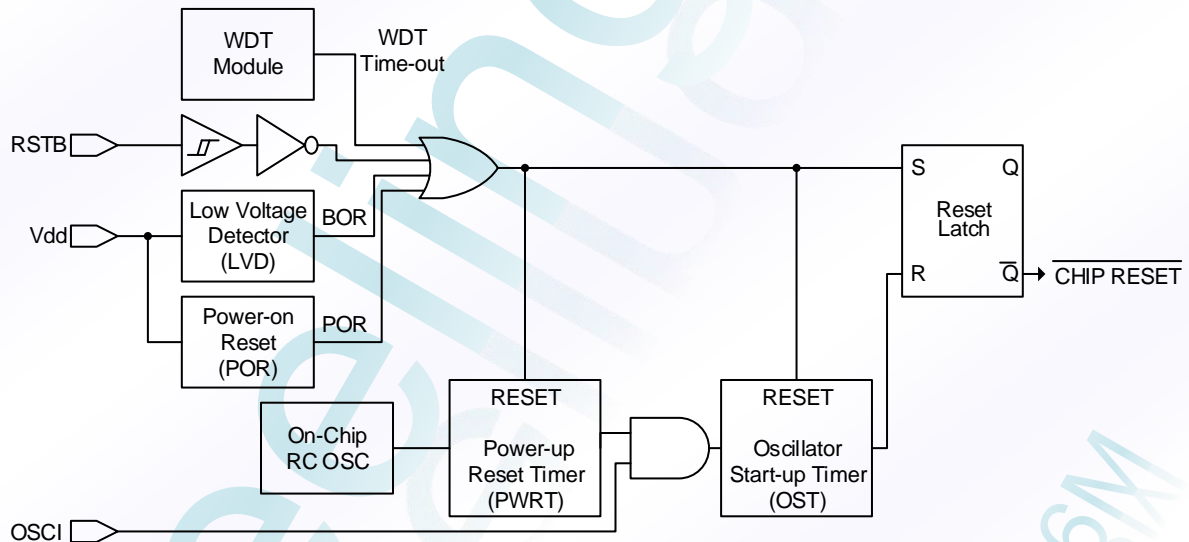 WDT
Module
WDT
Time-out
RSTB
Vdd
Low Voltage
Detector
(LVD)
BOR
Power-on
Reset
(POR)
POR
S
Q
Reset
Latch
R
Q
CHIP RESET
On-Chip
RC OSC
RESET
Power-up
Reset Timer
(PWRT)
RESET
Oscillator
Start-up Timer
(OST)
OSCI
6M